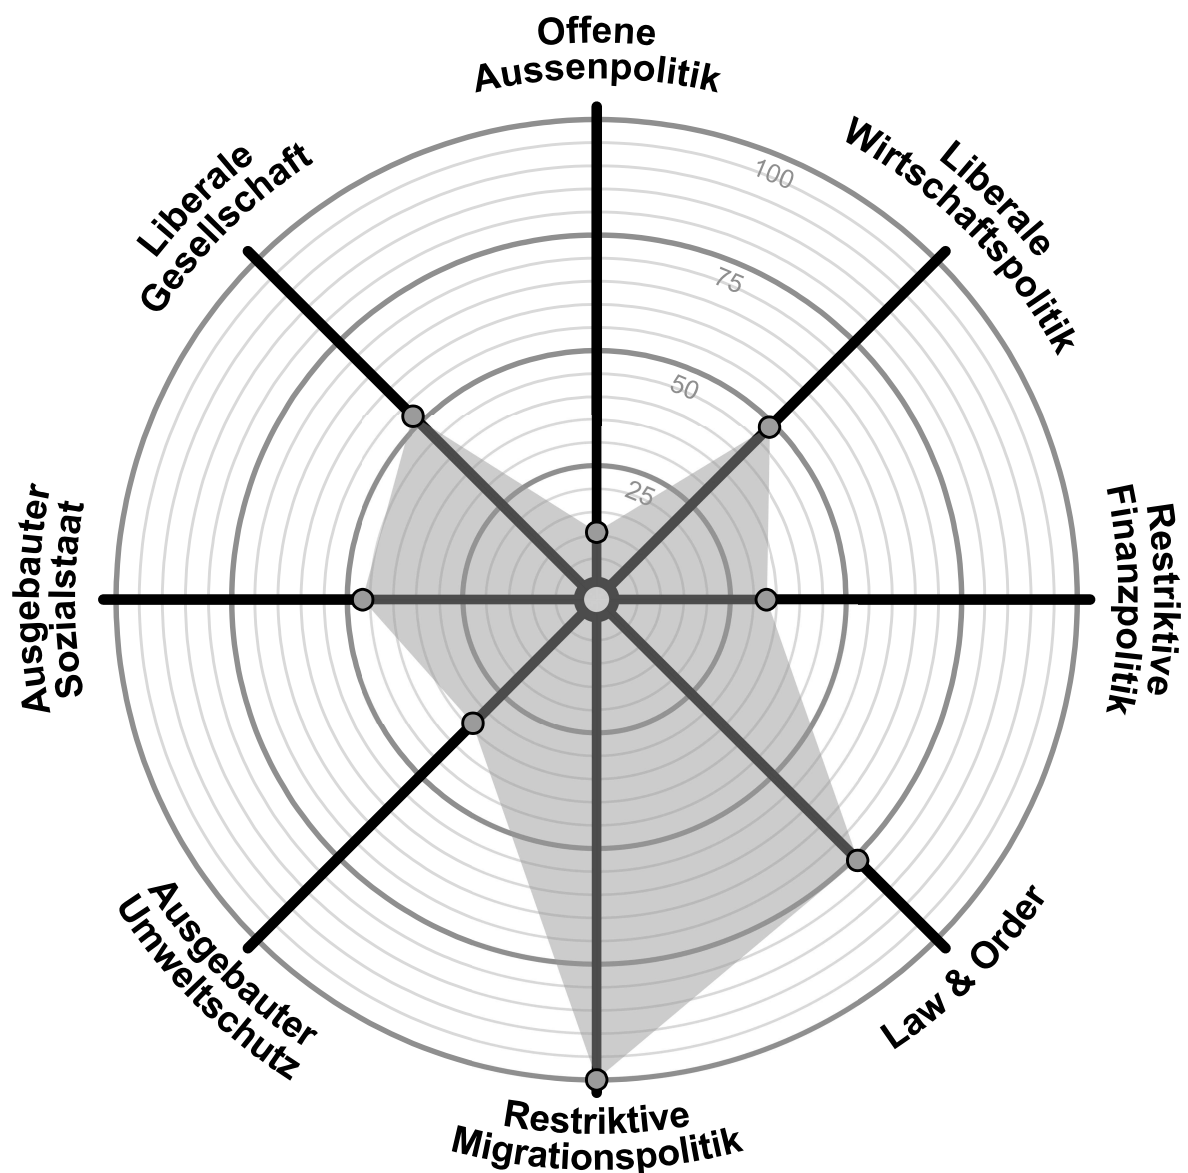 Offene
Aussenpolitik
Liberale
Wirtschaftspolitik
Restriktive
Finanzpolitik
Law & Order
Restriktive
Migrationspolitik
Ausgebauter
Umweltschutz
Ausgebauter
Sozialstaat
Liberale
Gesellschaft
100
75
50
25